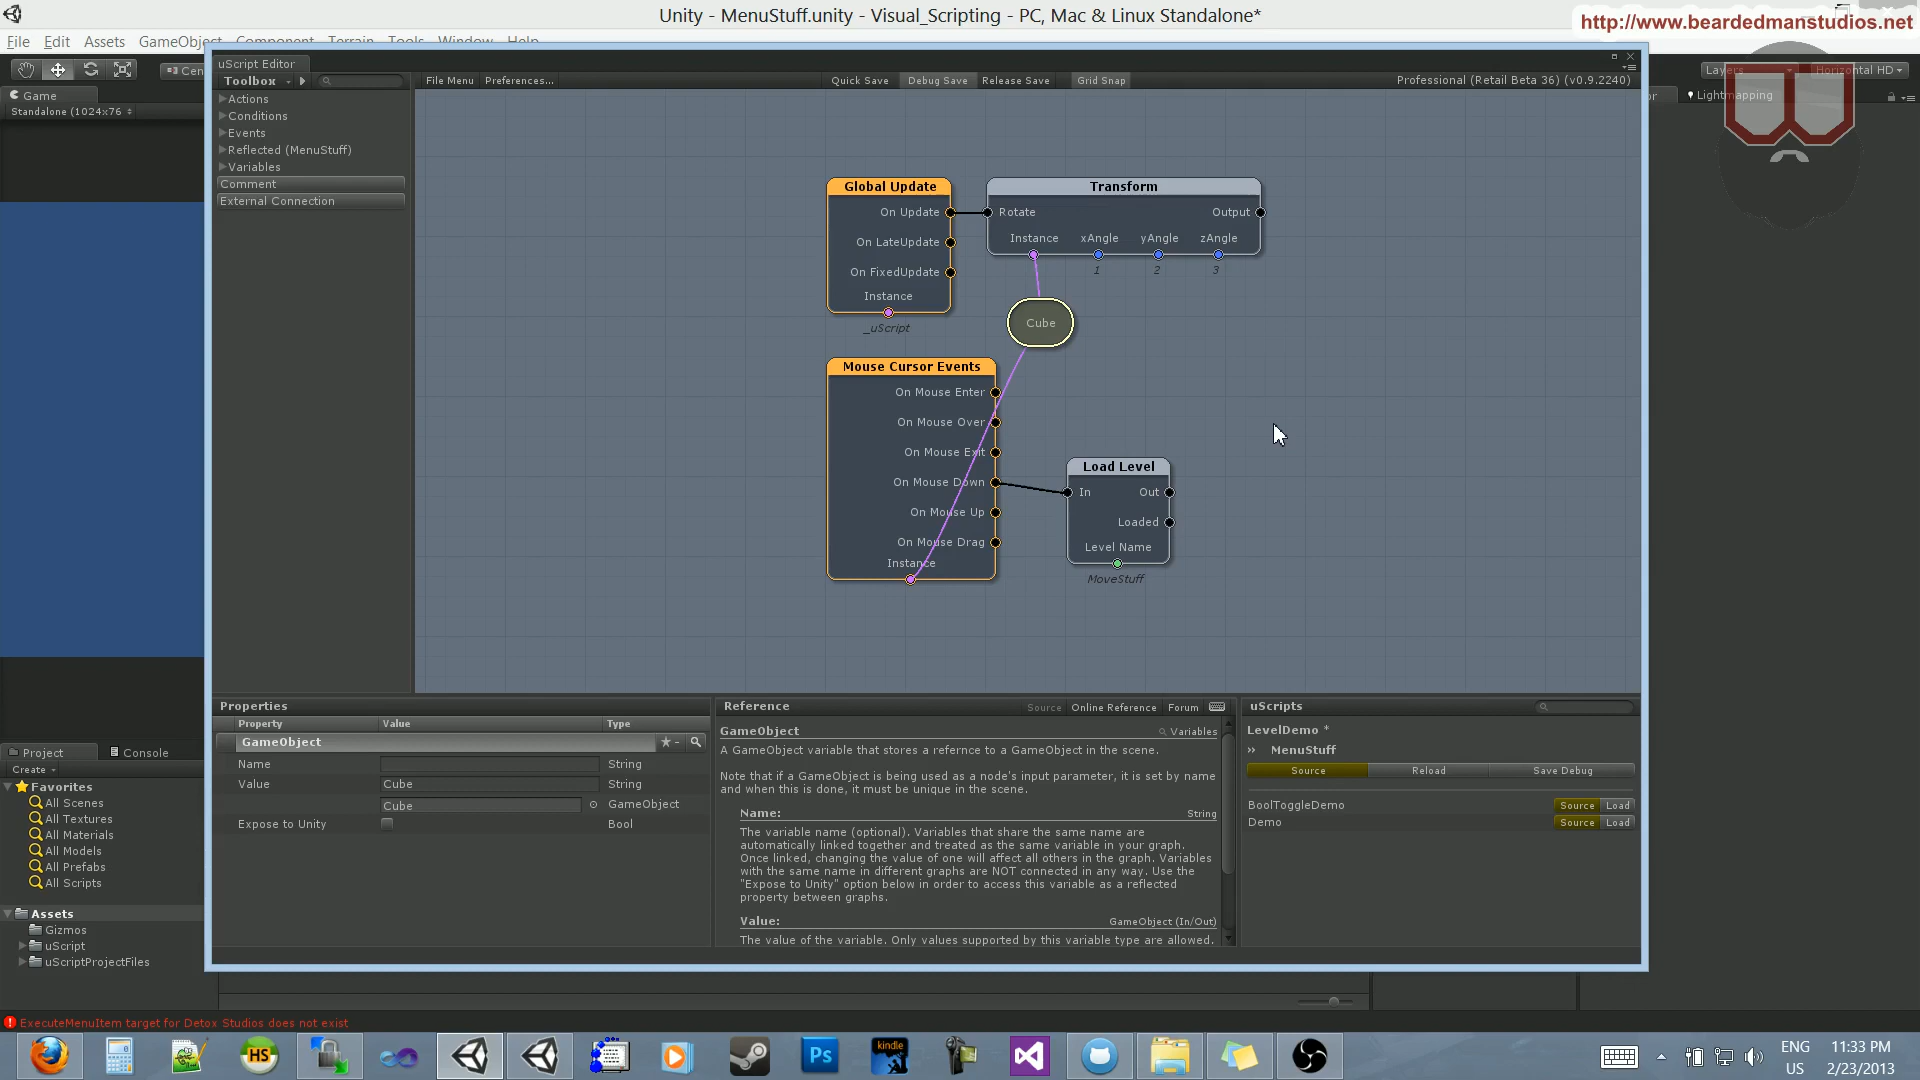 Unity - MenuStuff.unity - Visual_Scripting - PC, Mac & Linux Standalone*
http://www.beardedmanstudios.net
File Edit Assets GameObject Component Terrain Tools Window Help
Cen
Layers
Horizontal HD
Game
Standalone (1024x76
Lightmapping
uScript Editor
Toolbox
File Menu Preferences...
Quick Save Debug Save Release Save Grid Snap
Professional (Retail Beta 36) (v0.9.2240)
Actions
Conditions
Events
Reflected (MenuStuff)
Variables
Comment
External Connection
Global Update
On Update
On LateUpdate
On FixedUpdate
Instance
_uScript
Transform
Rotate Output
Instance xAngle yAngle zAngle
1 2 3
Cube
Mouse Cursor Events
On Mouse Enter
On Mouse Over
On Mouse Exit
On Mouse Down
On Mouse Up
On Mouse Drag
Instance
Load Level
In Out
Loaded
Level Name
MoveStuff
Properties
Property Value Type
GameObject
Name String
Value Cube String
Cube GameObject
Expose to Unity Bool
Reference
Source Online Reference Forum
GameObject Variables
A GameObject variable that stores a refernce to a GameObject in the scene.
Note that if a GameObject is being used as a node's input parameter, it is set by name
and when this is done, it must be unique in the scene.
Name: String
The variable name (optional). Variables that share the same name are
automatically linked together and treated as the same variable in your graph.
Once linked, changing the value of one will affect all others in the graph. Variables
with the same name in different graphs are NOT connected in any way. Use the
"Expose to Unity" option below in order to access this variable as a reflected
property between graphs.
Value: GameObject (In/Out)
The value of the variable. Only values supported by this variable type are allowed.
uScripts
LevelDemo *
» MenuStuff
Source Reload Save Debug
BoolToggleDemo Source Load
Demo Source Load
Project Console
Create
Favorites
All Scenes
All Textures
All Materials
All Models
All Prefabs
All Scripts
Assets
Gizmos
uScript
uScriptProjectFiles
ExecuteMenuItem target for Detox Studios does not exist
HS
Ps
kindle
ENG
US
11:33 PM
2/23/2013